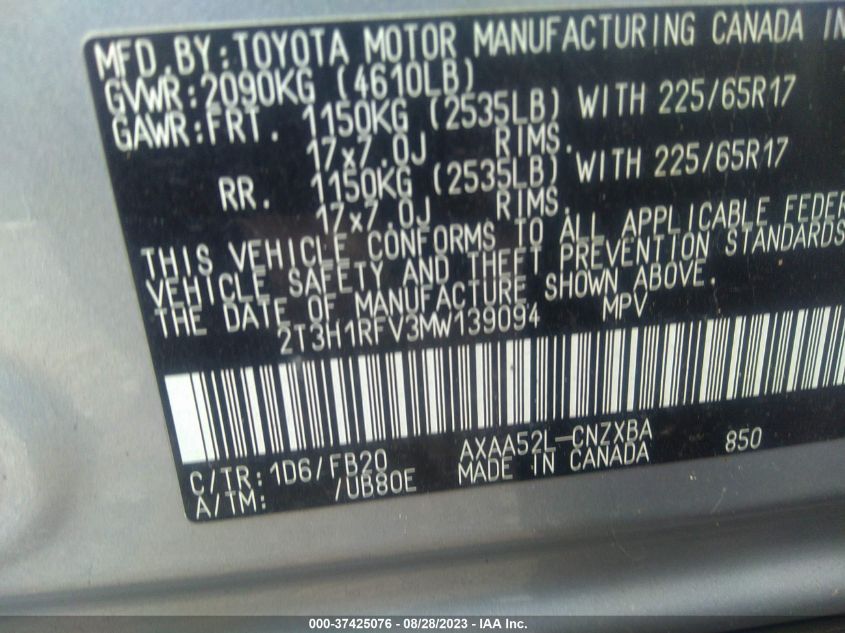 MFD. BY: TOYOTA MOTOR MANUFACTURING CANADA IN
GVWR: 2090KG (4610LB)
GAWR: FRT. 1150KG (2535LB) WITH 225/65R17
17x7.0J RIMS.
RR. 1150KG (2535LB) WITH 225/65R17
17x7.0J RIMS.
THIS VEHICLE CONFORMS TO ALL APPLICABLE FEDER
VEHICLE SAFETY AND THEFT PREVENTION STANDARDS
THE DATE OF MANUFACTURE SHOWN ABOVE.
2T3H1RFV3MW139094 MPV
C/TR: 1D6/FB20 AXAA52L-CNZXBA 850
A/TM: /UB80E MADE IN CANADA
000-37425076 - 08/28/2023 - IAA Inc.